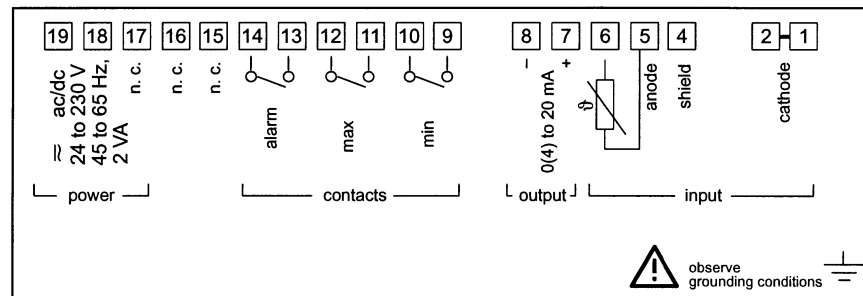 19 18 17 16 15 14 13 12 11 10 9 8 7 6 5 4 2 1
≂ ac/dc
24 to 230 V
45 to 65 Hz,
2 VA
n. c.
n. c.
n. c.
alarm
max
min
−
0(4) to 20 mA
+
ϑ
anode
shield
cathode
power
contacts
output
input
observe
grounding conditions